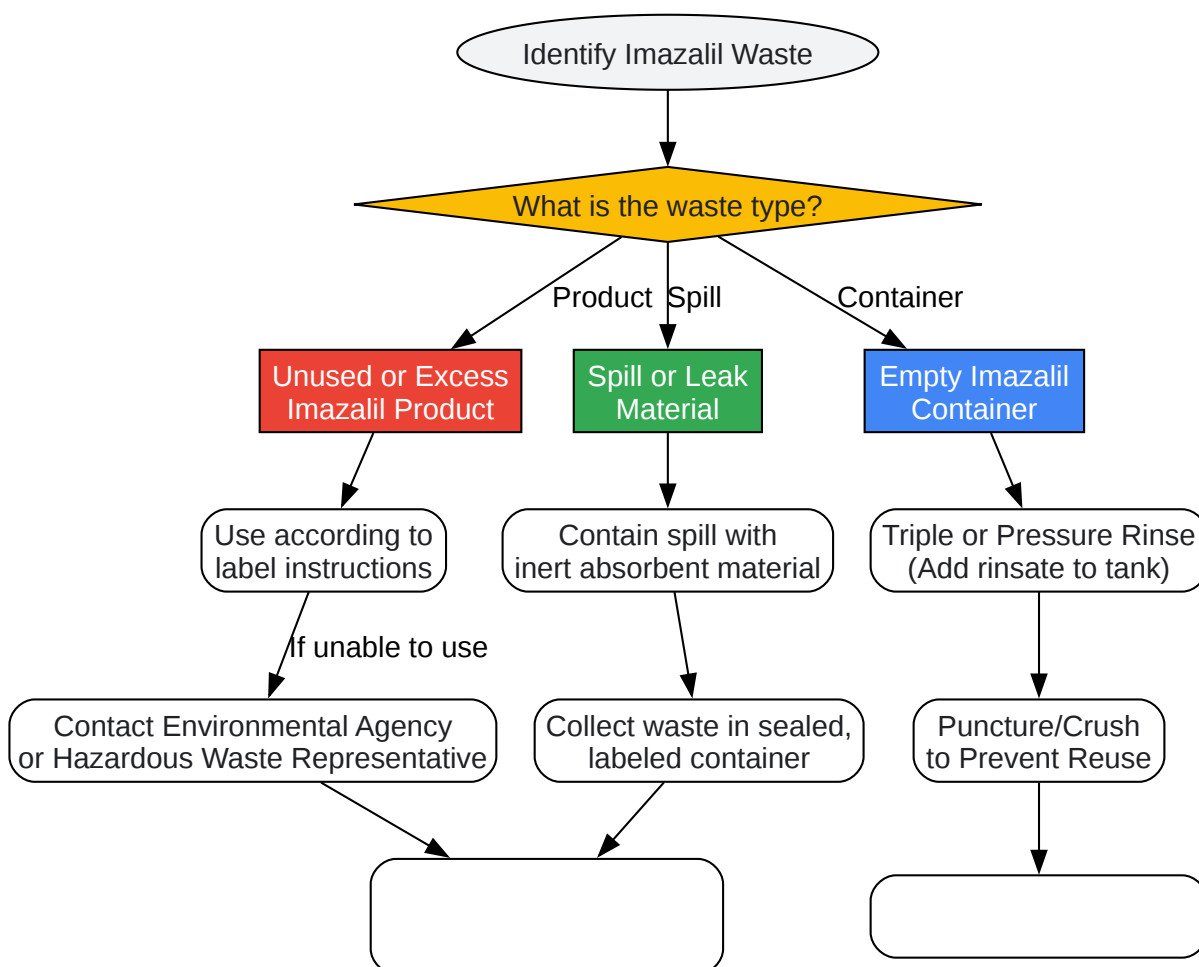 Identify Imazalil Waste
What is the waste type?
Product
Spill
Container
Unused or Excess
Imazalil Product
Spill or Leak
Material
Empty Imazalil
Container
Use according to
label instructions
Contain spill with
inert absorbent material
Triple or Pressure Rinse
(Add rinsate to tank)
If unable to use
Contact Environmental Agency
or Hazardous Waste Representative
Collect waste in sealed,
labeled container
Puncture/Crush
to Prevent Reuse